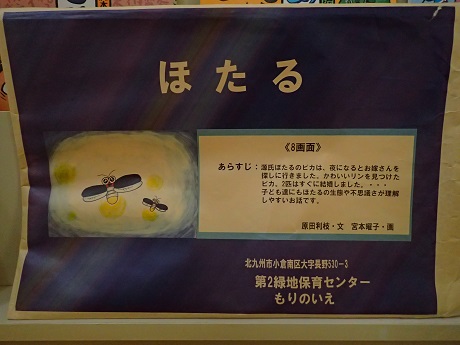 ほたる
《8画面》
あらすじ：源氏ほたるのピカは、夜になるとお嫁さんを
探しに行きました。かわいいリンを見つけた
ピカ、2匹はすぐに結婚しました。・・・
子ども達にもほたるの生態や不思議さが理解
しやすいお話です。
原田利枝・文　宮本曜子・画
北九州市小倉南区大字長野530－3
第2緑地保育センター
もりのいえ